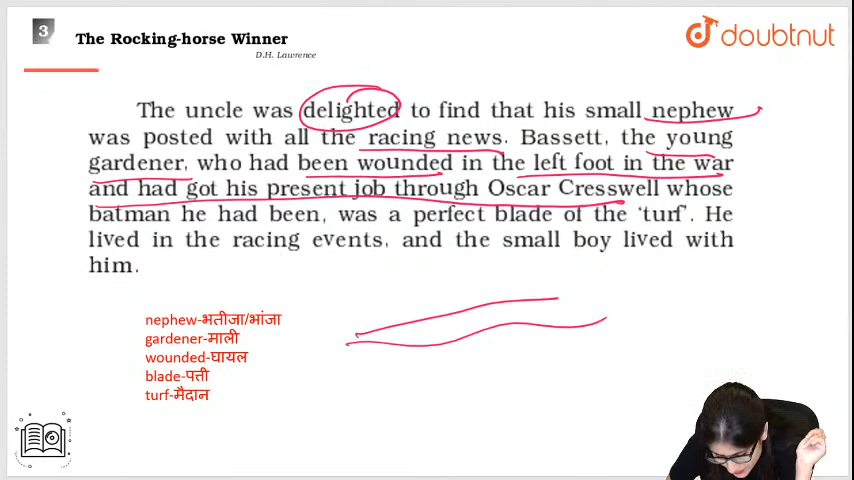 3
The Rocking-horse Winner
D.H. Lawrence
doubtnut
The uncle was delighted to find that his small nephew
was posted with all the racing news. Bassett, the young
gardener, who had been wounded in the left foot in the war
and had got his present job through Oscar Cresswell whose
batman he had been, was a perfect blade of the ‘turf’. He
lived in the racing events, and the small boy lived with
him.
nephew-भतीजा/भांजा
gardener-माली
wounded-घायल
blade-पत्ती
turf-मैदान